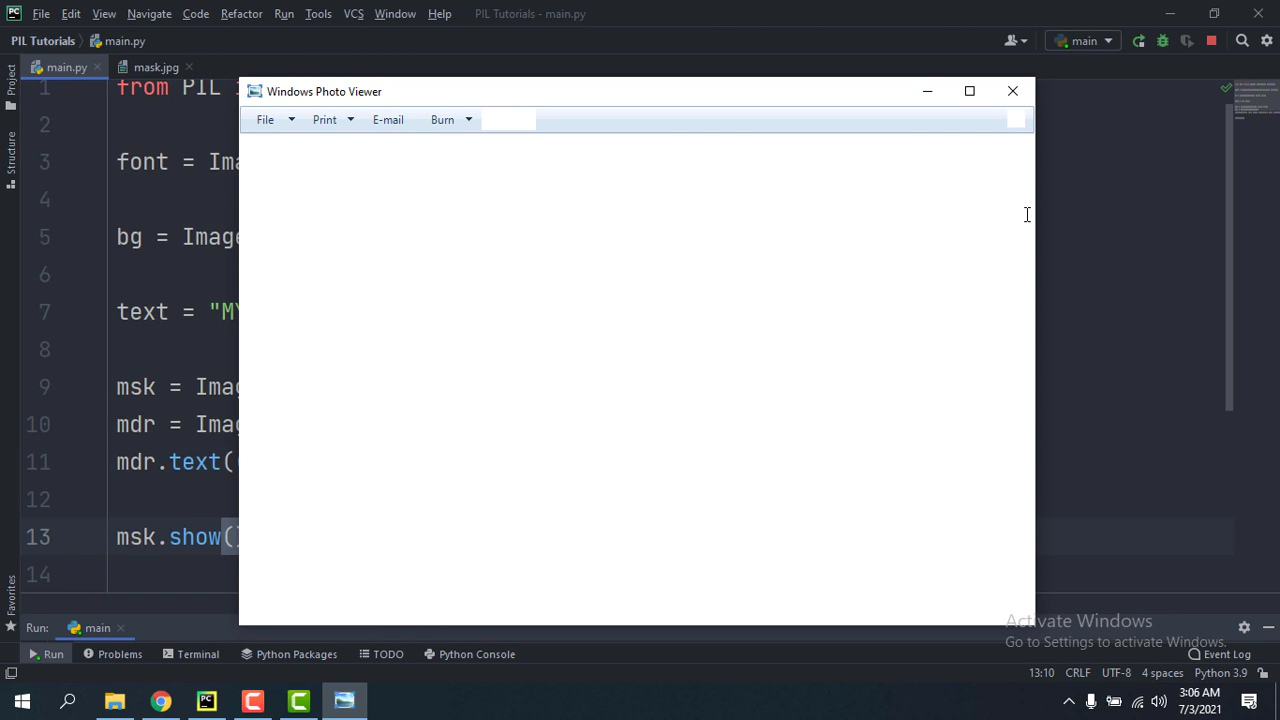 File Edit View Navigate Code Refactor Run Tools VCS Window Help PIL Tutorials - main.py
PIL Tutorials main.py main
main.py mask.jpg
Project
Structure
Favorites
Windows Photo Viewer
File Print E-mail Burn
1 from PIL
2
3 font = Ima
4
5 bg = Image
6
7 text = "MY
8
9 msk = Imag
10 mdr = Imag
11 mdr.text(
12
13 msk.show()
14
Run: main
Activate Windows
Go to Settings to activate Windows.
Run Problems Terminal Python Packages TODO Python Console Event Log
13:10 CRLF UTF-8 4 spaces Python 3.9
3:06 AM
7/3/2021